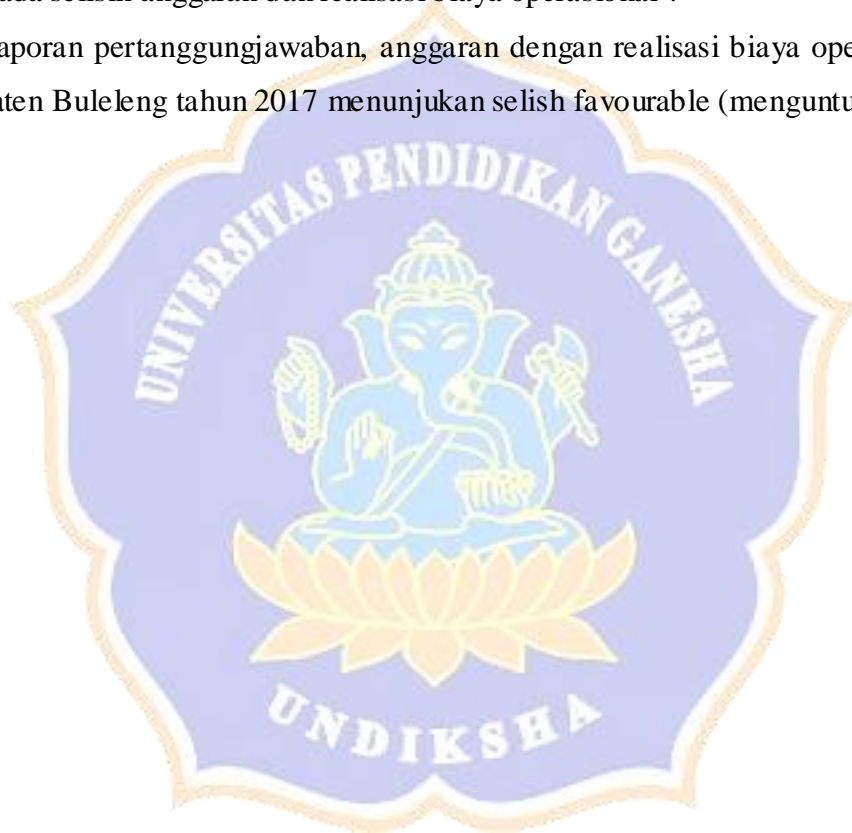 ada selisih anggaran dan realisasi biaya operasional .
aporan pertanggungjawaban, anggaran dengan realisasi biaya ope
aten Buleleng tahun 2017 menunjukan selish favourable (menguntu
UNIVERSITAS PENDIDIKAN GANESHA
UNDIKSHA